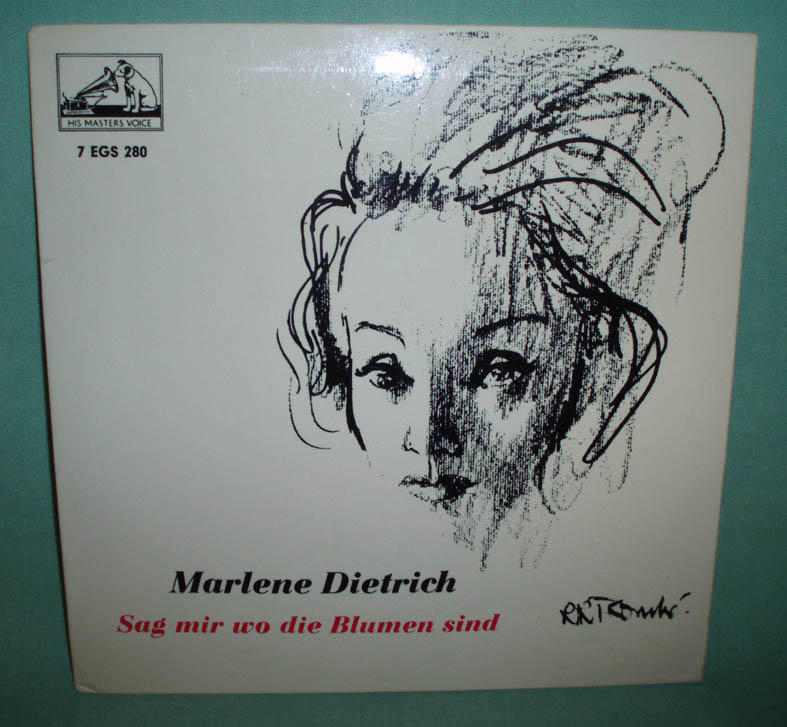 HIS MASTERS VOICE
7 EGS 280
Marlene Dietrich
Sag mir wo die Blumen sind